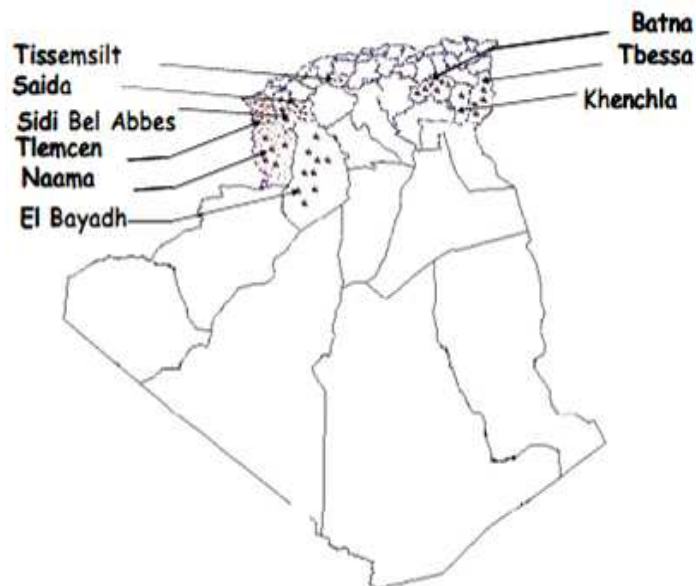 Tissemsilt
Saida
Sidi Bel Abbes
Tlemcen
Naama
El Bayadh
Batna
Tbessa
Khenchla